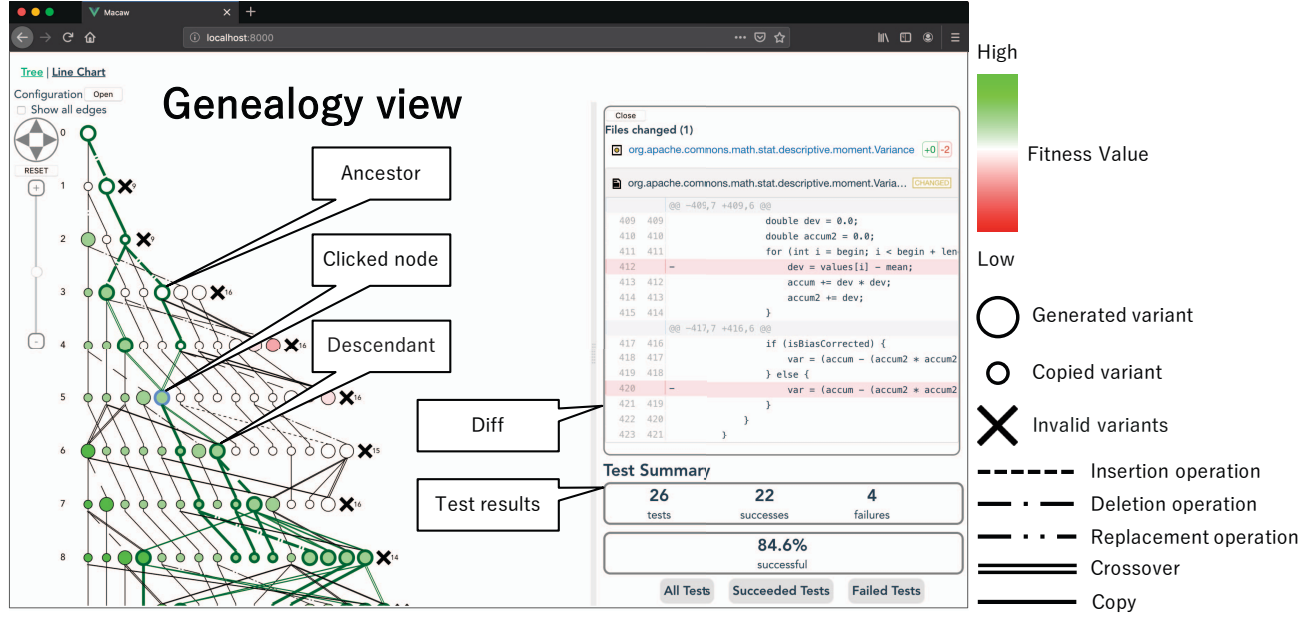 Macaw
localhost:8000
Tree | Line Chart
Configuration Open
Show all edges
RESET
Genealogy view
0
1
9
2
9
3
16
4
16
5
16
6
15
7
16
8
14
Ancestor
Clicked node
Descendant
Diff
Test results
Close
Files changed (1)
org.apache.commons.math.stat.descriptive.moment.Variance +0 -2
org.apache.commons.math.stat.descriptive.moment.Varia... CHANGED
@@ -409,7 +409,6 @@
409 409 double dev = 0.0;
410 410 double accum2 = 0.0;
411 411 for (int i = begin; i < begin + len
412 - dev = values[i] - mean;
413 412 accum += dev * dev;
414 413 accum2 += dev;
415 414 }
@@ -417,7 +416,6 @@
417 416 if (isBiasCorrected) {
418 417 var = (accum - (accum2 * accum2
419 418 } else {
420 - var = (accum - (accum2 * accum2
421 419 }
422 420 }
423 421 }
Test Summary
26 22 4
tests successes failures
84.6%
successful
All Tests Succeeded Tests Failed Tests
High
Fitness Value
Low
Generated variant
Copied variant
Invalid variants
Insertion operation
Deletion operation
Replacement operation
Crossover
Copy